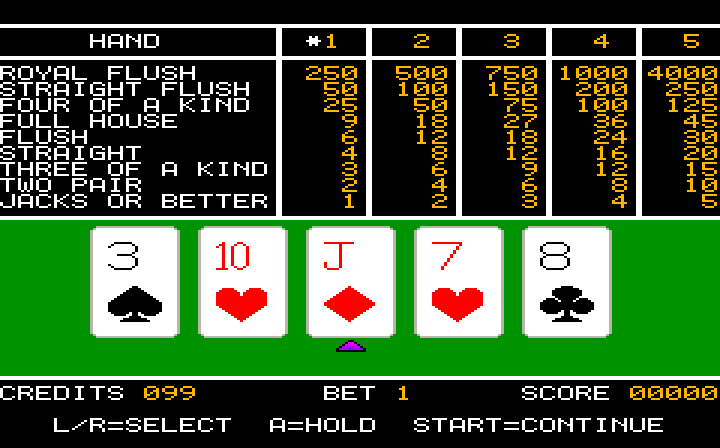 HAND *1 2 3 4 5
ROYAL FLUSH 250 500 750 1000 4000
STRAIGHT FLUSH 50 100 150 200 250
FOUR OF A KIND 25 50 75 100 125
FULL HOUSE 9 18 27 36 45
FLUSH 6 12 18 24 30
STRAIGHT 4 8 12 16 20
THREE OF A KIND 3 6 9 12 15
TWO PAIR 2 4 6 8 10
JACKS OR BETTER 1 2 3 4 5
3 10 J 7 8
CREDITS 099 BET 1 SCORE 00000
L/R=SELECT A=HOLD START=CONTINUE